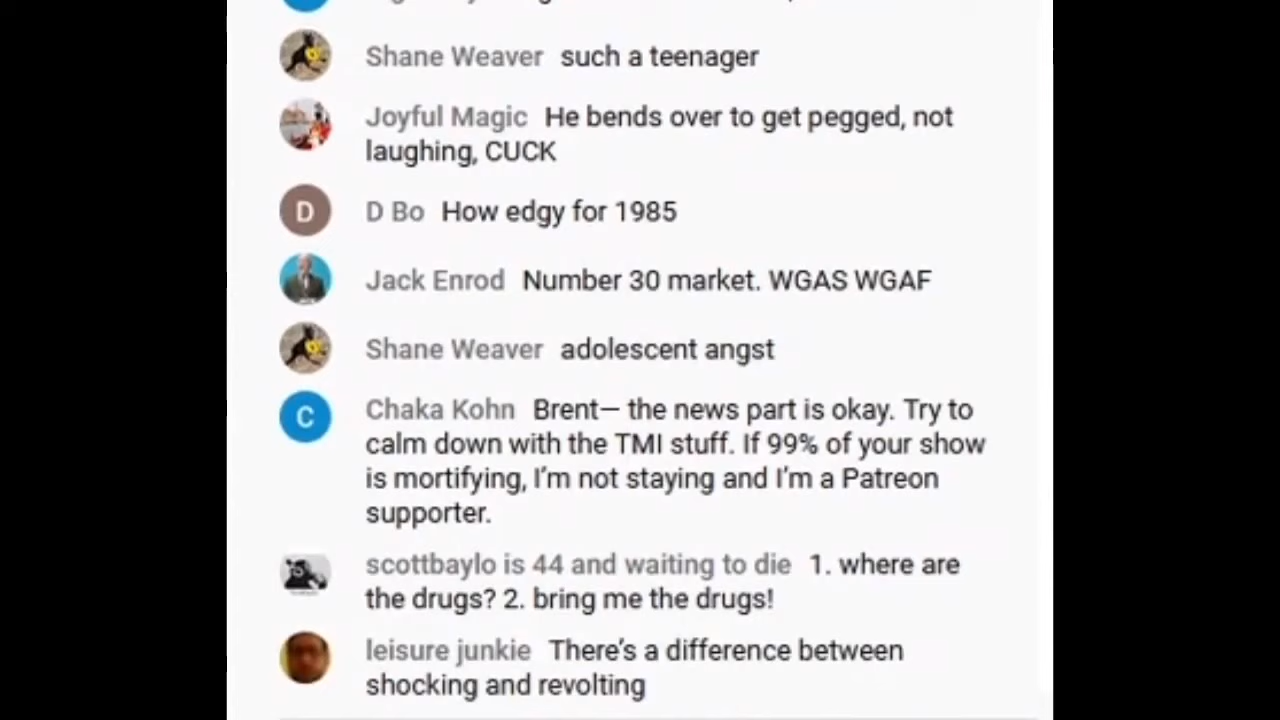 Shane Weaver such a teenager
Joyful Magic He bends over to get pegged, not
laughing, CUCK
D
D Bo How edgy for 1985
Jack Enrod Number 30 market. WGAS WGAF
Shane Weaver adolescent angst
C
Chaka Kohn Brent— the news part is okay. Try to
calm down with the TMI stuff. If 99% of your show
is mortifying, I'm not staying and I'm a Patreon
supporter.
scottbaylo is 44 and waiting to die 1. where are
the drugs? 2. bring me the drugs!
leisure junkie There's a difference between
shocking and revolting